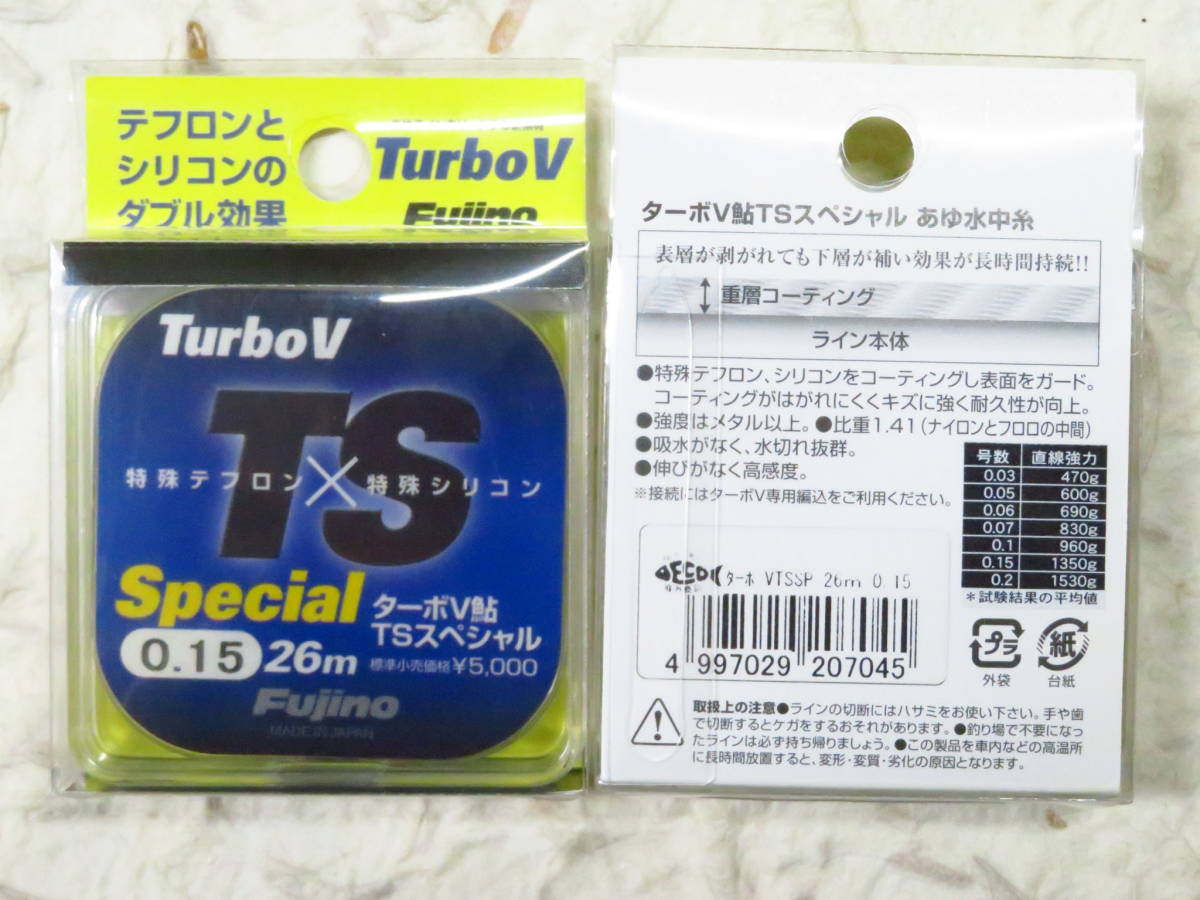 テフロンと
シリコンの
ダブル効果
TurboV
Fujino
TurboV
TS
特殊テフロン×特殊シリコン
Special
ターボV鮎
TSスペシャル
0.15 26m
標準小売価格¥5,000
Fujino
MADE IN JAPAN
ターボV鮎TSスペシャル あゆ水中糸
表層が剥がれても下層が補い効果が長時間持続!!
重層コーティング
ライン本体
●特殊テフロン、シリコンをコーティングし表面をガード。
コーティングがはがれにくくキズに強く耐久性が向上。
●強度はメタル以上。●比重1.41(ナイロンとフロロの中間)
●吸水がなく、水切れ抜群。
●伸びがなく高感度。
※接続にはターボV専用編込をご利用ください。
号数 直線強力
0.03 470g
0.05 600g
0.06 690g
0.07 830g
0.1 960g
0.15 1350g
0.2 1530g
*試験結果の平均値
ターボ VTSSP 26m 0.15
4 997029 207045
プラ
外袋
紙
台紙
取扱上の注意●ラインの切断にはハサミをお使い下さい。手や歯
で切断するとケガをするおそれがあります。●釣り場で不要になっ
たラインは必ず持ち帰りましょう。●この製品を車内などの高温所
に長時間放置すると、変形・変質・劣化の原因となります。